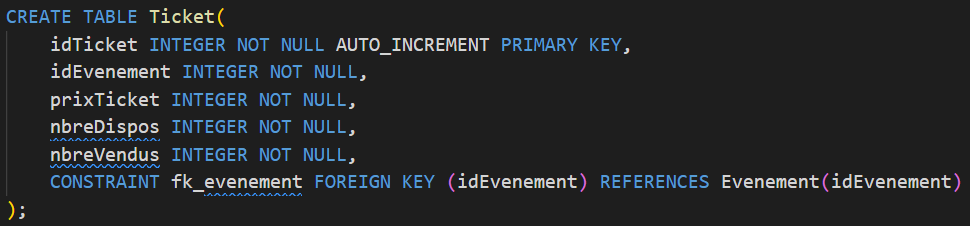 CREATE TABLE Ticket(
    idTicket INTEGER NOT NULL AUTO_INCREMENT PRIMARY KEY,
    idEvenement INTEGER NOT NULL,
    prixTicket INTEGER NOT NULL,
    nbreDispos INTEGER NOT NULL,
    nbreVendus INTEGER NOT NULL,
    CONSTRAINT fk_evenement FOREIGN KEY (idEvenement) REFERENCES Evenement(idEvenement)
);